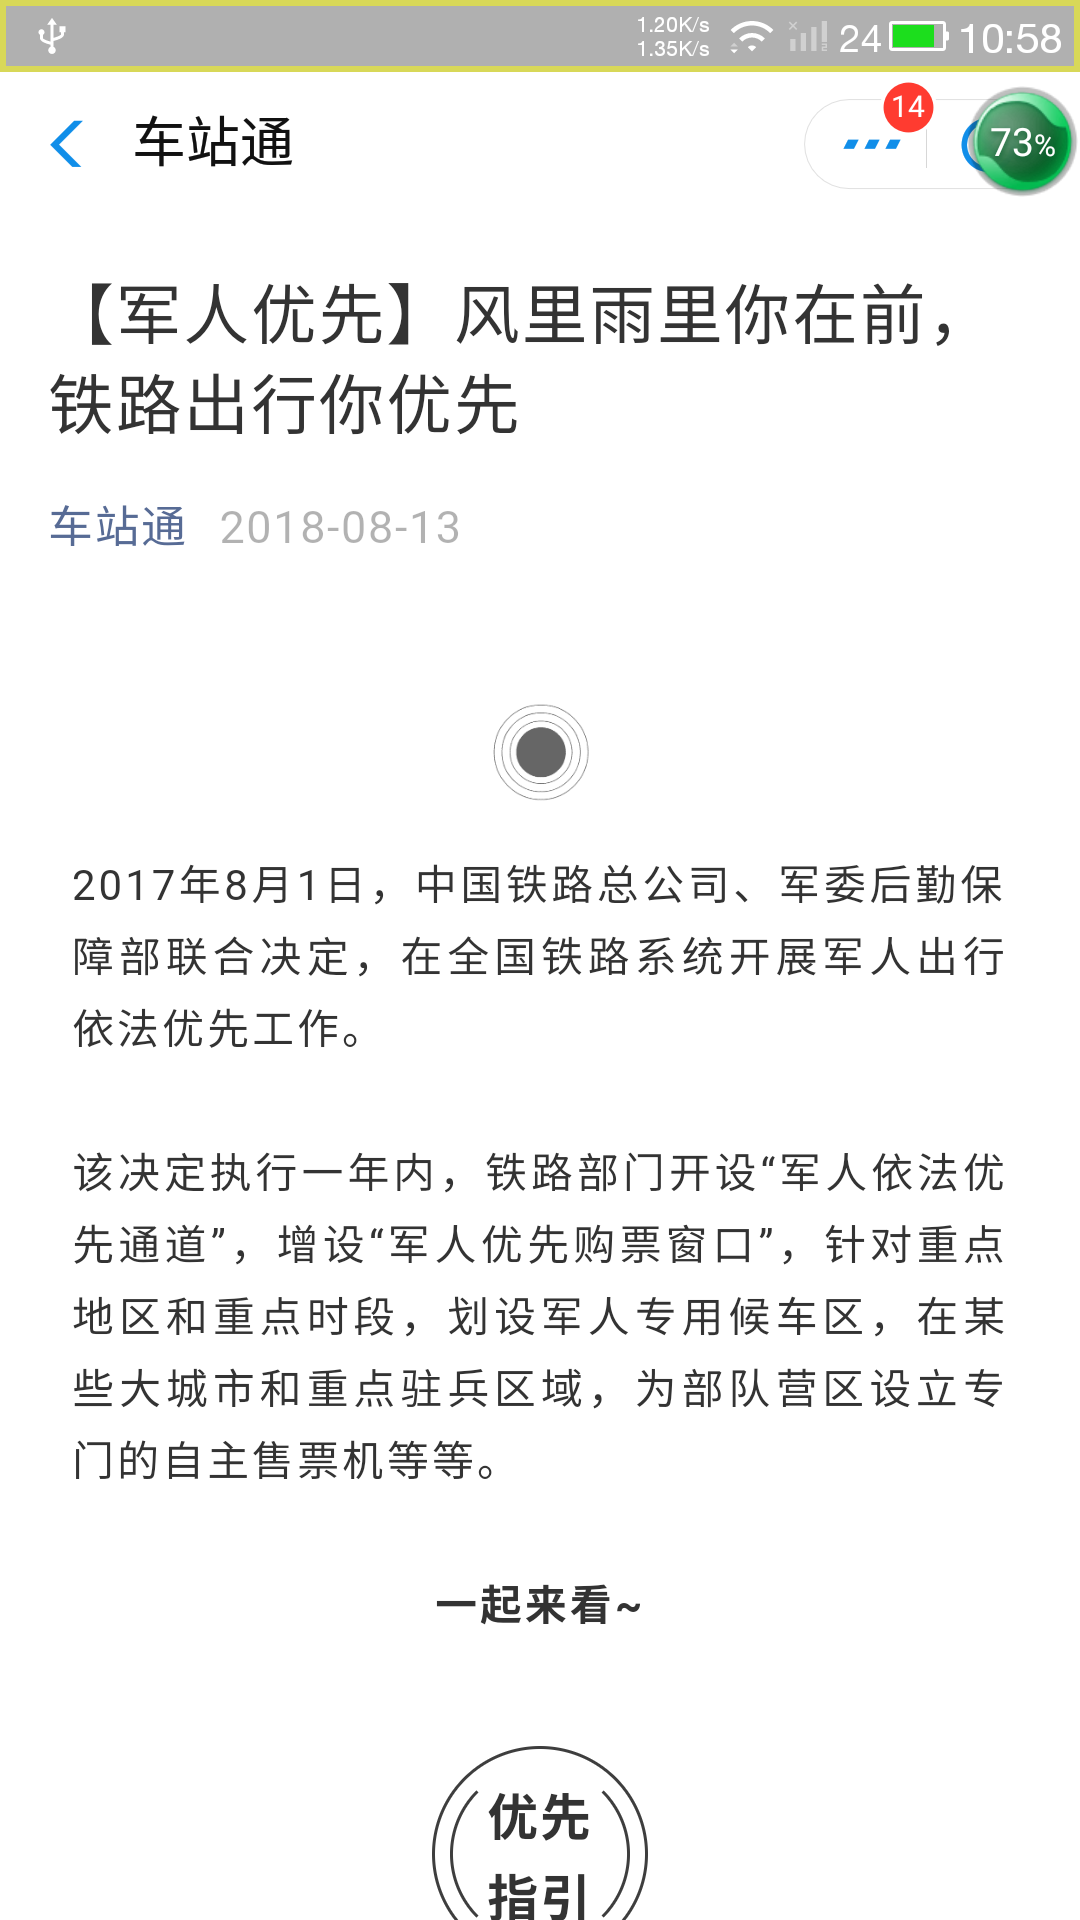 1.20K/s
1.35K/s
24
10:58
车站通
14
73%
【军人优先】风里雨里你在前，
铁路出行你优先
车站通 2018-08-13
2017年8月1日，中国铁路总公司、军委后勤保
障部联合决定，在全国铁路系统开展军人出行
依法优先工作。
该决定执行一年内，铁路部门开设“军人依法优
先通道”，增设“军人优先购票窗口”，针对重点
地区和重点时段，划设军人专用候车区，在某
些大城市和重点驻兵区域，为部队营区设立专
门的自主售票机等等。
一起来看~
优先
指引